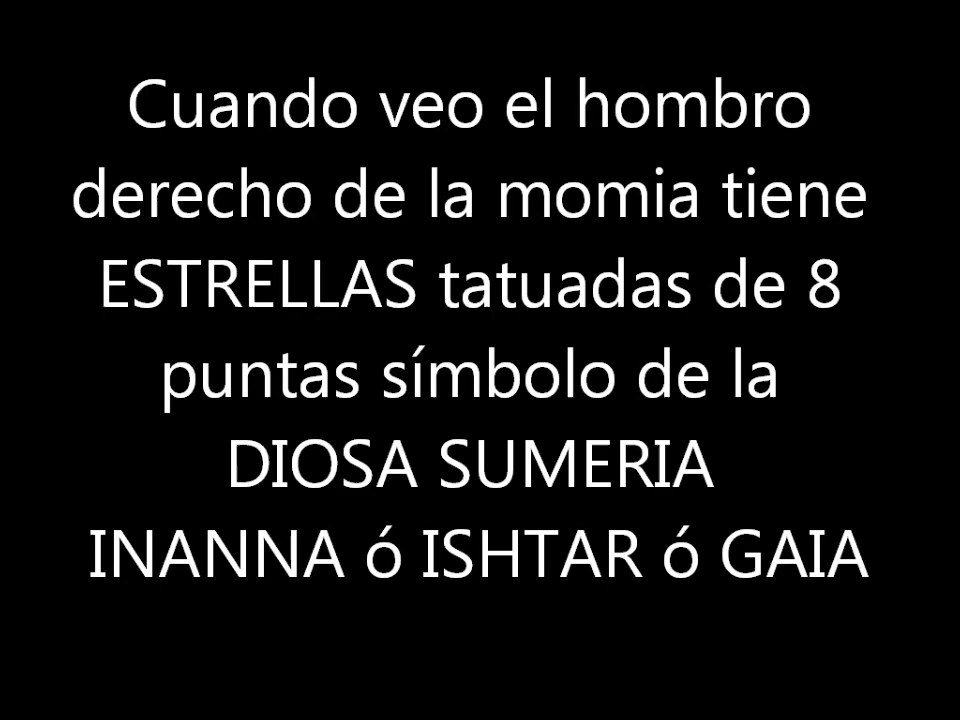 Cuando veo el hombro
derecho de la momia tiene
ESTRELLAS tatuadas de 8
puntas símbolo de la
DIOSA SUMERIA
INANNA ó ISHTAR ó GAIA